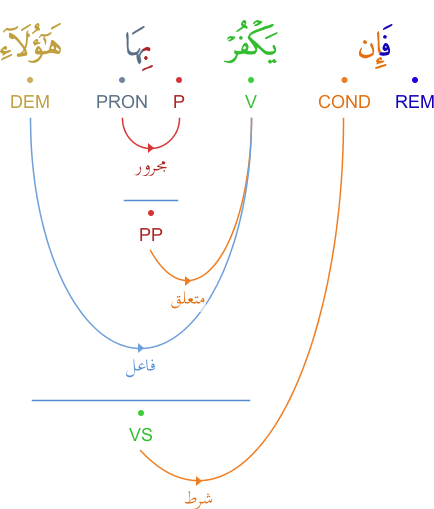 فَإِن يَكْفُرْ بِهَا هَٰٓؤُلَآءِ
REM COND V P PRON DEM
مجرور
PP
متعلق
فاعل
VS
شرط